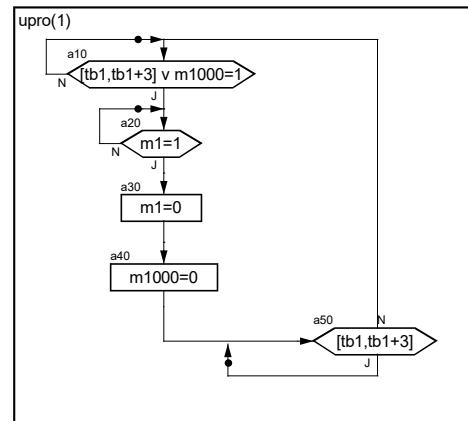 upro(1)
a10
[tb1,tb1+3] v m1000=1
N
J
a20
m1=1
N
J
a30
m1=0
a40
m1000=0
a50
N
[tb1,tb1+3]
J